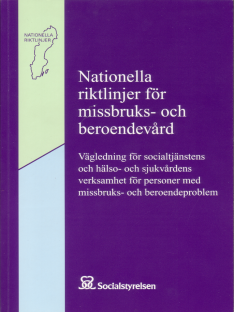 NATIONELLA
RIKTLINJER
Nationella
riktlinjer för
missbruks- och
beroendevård
Vägledning för socialtjänstens
och hälso- och sjukvårdens
verksamhet för personer med
missbruks- och beroendeproblem
Socialstyrelsen